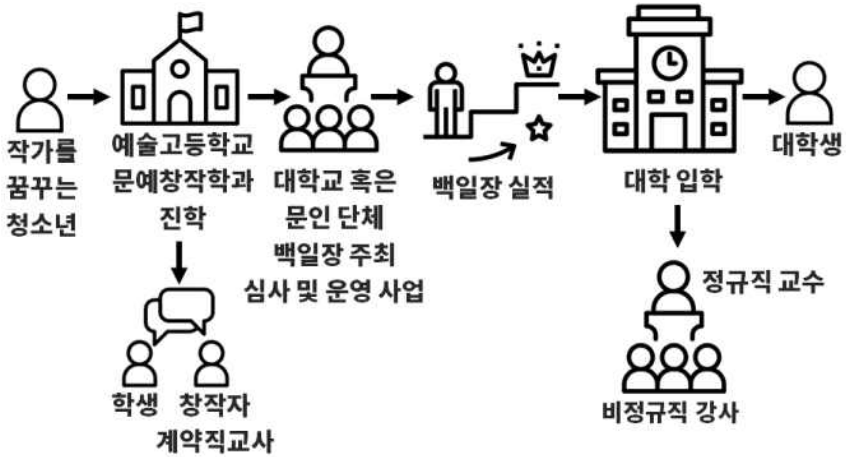 작가를
꿈꾸는
청소년
예술고등학교
문예창작학과
진학
대학교 혹은
문인 단체
백일장 주최
심사 및 운영 사업
백일장 실적
대학 입학
대학생
학생
창작자
계약직교사
정규직 교수
비정규직 강사